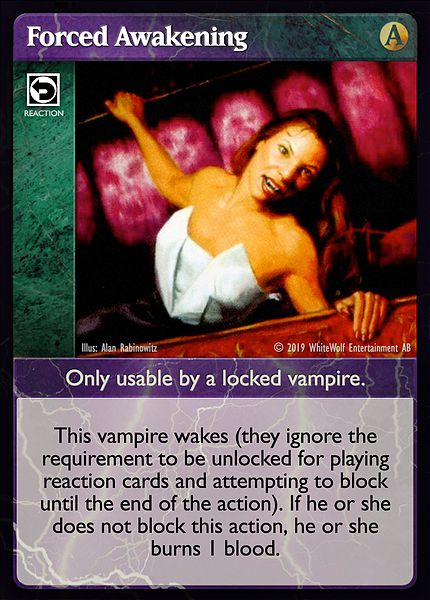 Forced Awakening
A
REACTION
Illus: Alan Rabinowitz
© 2019 WhiteWolf Entertainment AB
Only usable by a locked vampire.
This vampire wakes (they ignore the
requirement to be unlocked for playing
reaction cards and attempting to block
until the end of the action). If he or she
does not block this action, he or she
burns 1 blood.